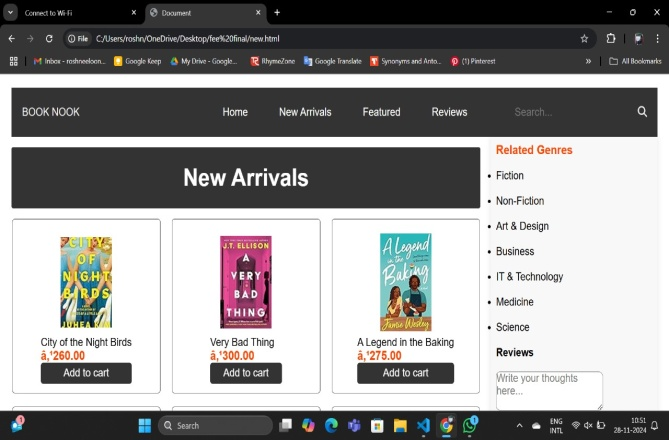 Connect to Wi-Fi
Document
File
C:/Users/roshn/OneDrive/Desktop/fee%20final/new.html
Inbox - roshneeloon...
Google Keep
My Drive - Google...
RhymeZone
Google Translate
Synonyms and Anto...
(1) Pinterest
»
All Bookmarks
BOOK NOOK
Home
New Arrivals
Featured
Reviews
Search...
New Arrivals
Related Genres
Fiction
Non-Fiction
Art & Design
Business
IT & Technology
Medicine
Science
Reviews
Write your thoughts
here...
CITY
OF
NIGHT
BIRDS
City of the Night Birds
â‚¹260.00
Add to cart
J.T. ELLISON
A
VERY
BAD
THING
Very Bad Thing
â‚¹300.00
Add to cart
A Legend
in the
Baking
Jamie Wesley
A Legend in the Baking
â‚¹275.00
Add to cart
Search
ENG
INTL
10:51
28-11-2024